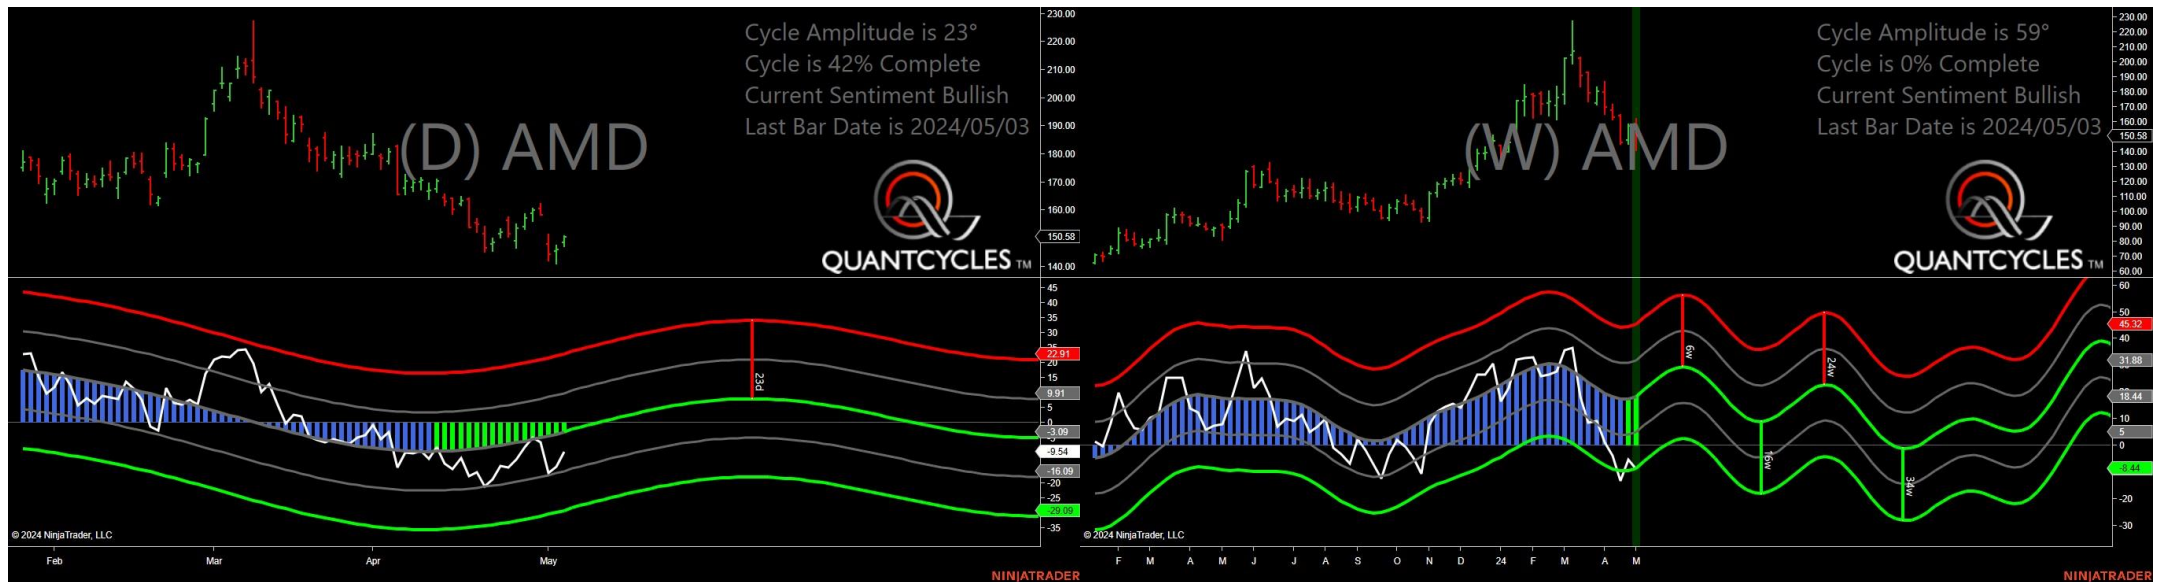 Cycle Amplitude is 23°
Cycle is 42% Complete
Current Sentiment Bullish
Last Bar Date is 2024/05/03
(D) AMD
QUANTCYCLES TM
230.00
220.00
210.00
200.00
190.00
180.00
170.00
160.00
150.58
140.00
45
40
35
30
22.91
15
9.91
5
0
-3.09
-9.54
-16.09
-20
-25
-29.09
-35
23d
© 2024 NinjaTrader, LLC
Feb
Mar
Apr
May
NINJATRADER
Cycle Amplitude is 59°
Cycle is 0% Complete
Current Sentiment Bullish
Last Bar Date is 2024/05/03
(W) AMD
QUANTCYCLES TM
230.00
220.00
210.00
200.00
190.00
180.00
170.00
160.00
150.58
140.00
130.00
120.00
110.00
100.00
90.00
80.00
70.00
60.00
60
50
45.32
40
31.88
18.44
10
5
0
-8.44
-20
-30
6w
16w
24w
34w
© 2024 NinjaTrader, LLC
F
M
A
M
J
J
A
S
O
N
D
24
F
M
A
M
NINJATRADER